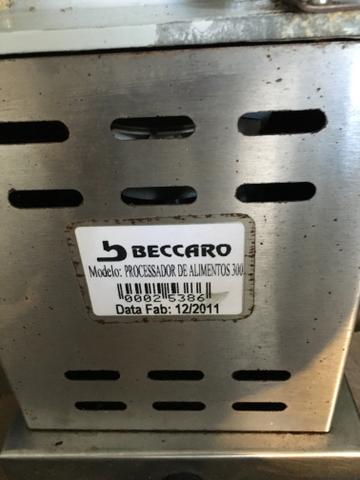 BECCARO
Modelo: PROCESSADOR DE ALIMENTOS 300
00025386
Data Fab: 12/2011